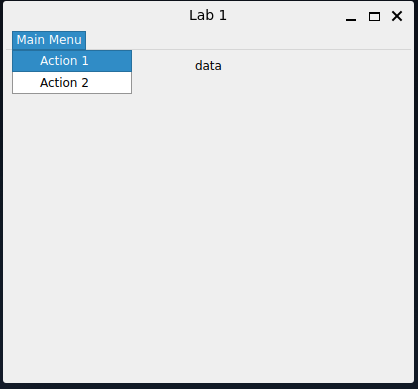 Lab 1
Main Menu
Action 1
data
Action 2